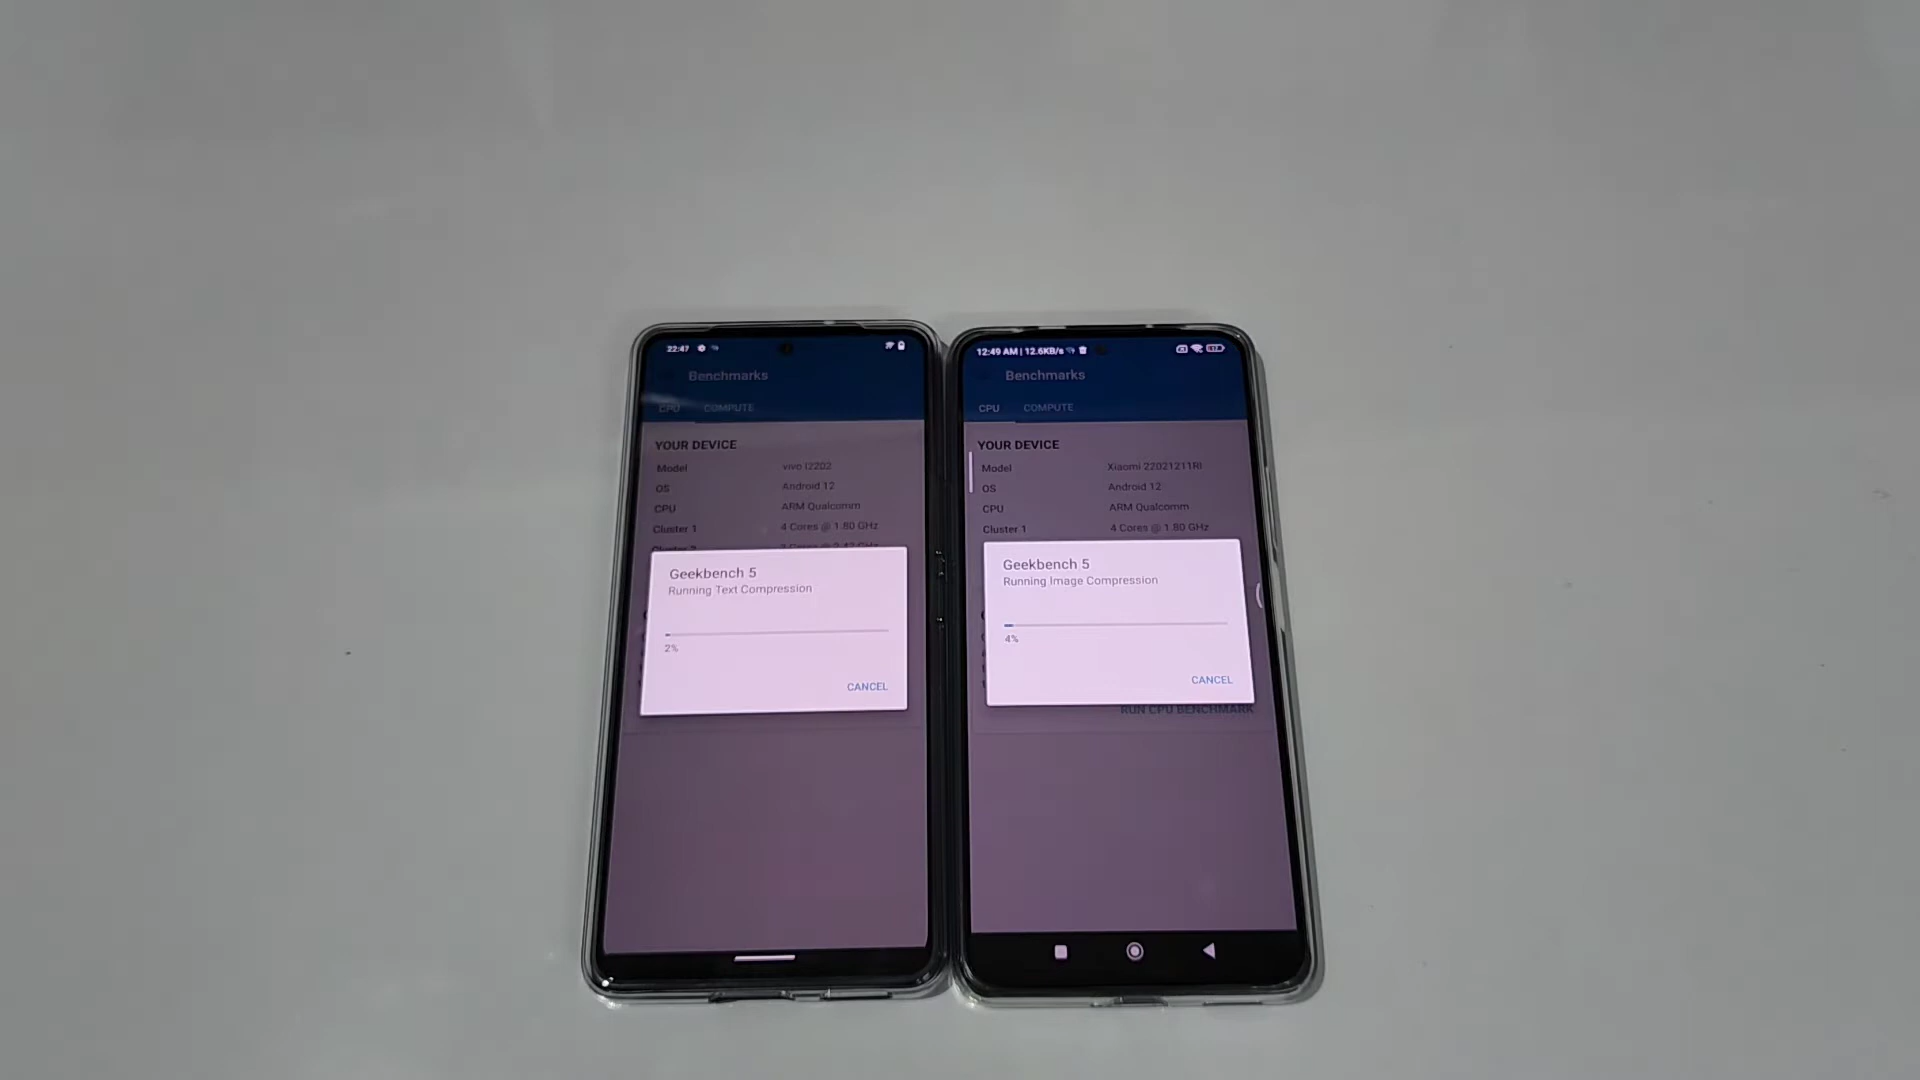 22:47
Benchmarks
CPU COMPUTE
YOUR DEVICE
Model vivo I2202
OS Android 12
CPU ARM Qualcomm
Cluster 1 4 Cores @ 1.80 GHz
Geekbench 5
Running Text Compression
2%
CANCEL
12:49 AM | 12.6KB/s
Benchmarks
CPU COMPUTE
YOUR DEVICE
Model Xiaomi 22021211RI
OS Android 12
CPU ARM Qualcomm
Cluster 1 4 Cores @ 1.80 GHz
Geekbench 5
Running Image Compression
4%
CANCEL
RUN CPU BENCHMARK